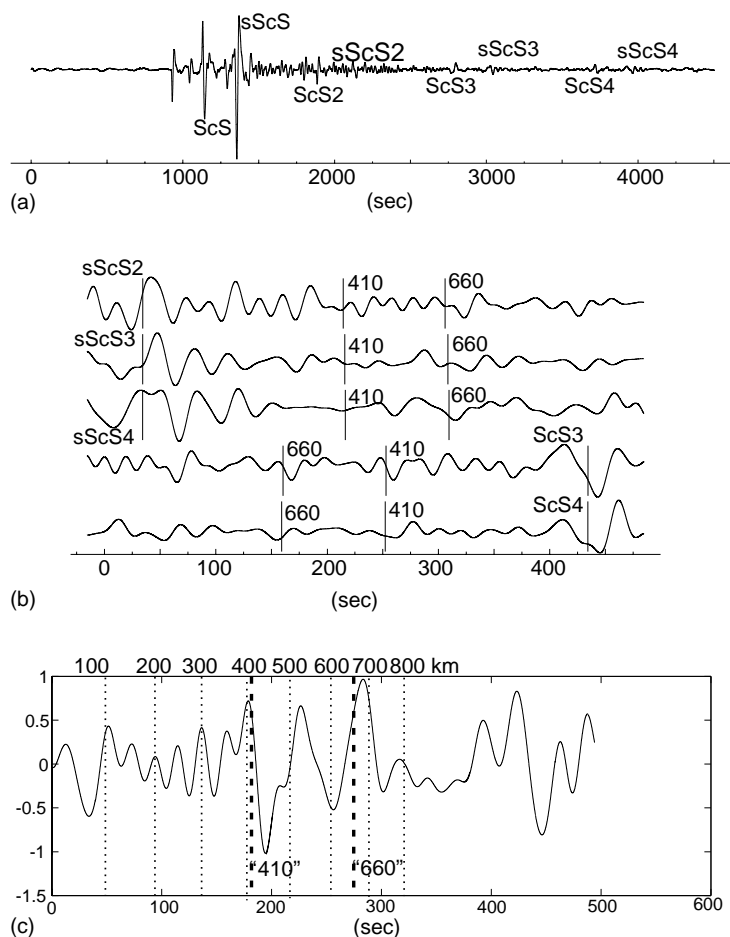 sScS
sScS2 sScS3 sScS4
ScS ScS2 ScS3 ScS4
0 1000 2000 3000 4000
(a) (sec)
sScS2 410 660
sScS3 410 660
410 660
sScS4 660 410 ScS3
660 410 ScS4
0 100 200 250 300 400
(b) (sec)
100 200 300 400 500 600 700 800 km
1
0.5
0
-0.5
-1
"410" "660"
-1.5
0 100 200 300 400 500 600
(c) (sec)